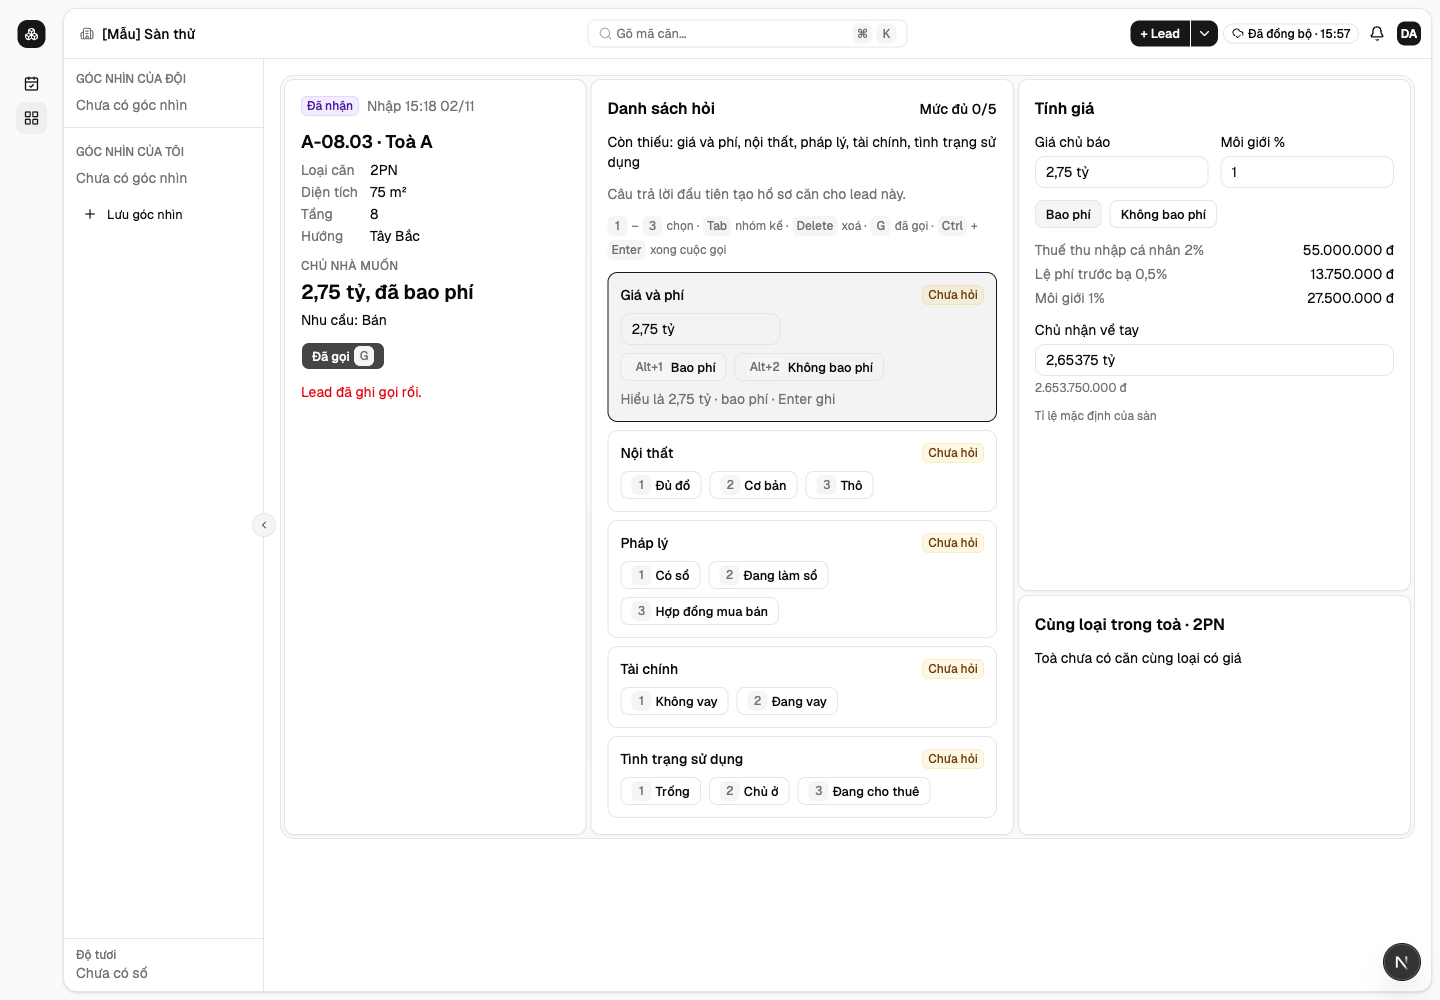 [Mẫu] Sàn thử
Gõ mã căn...
⌘ K
+ Lead
Đã đồng bộ · 15:57
DA
GÓC NHÌN CỦA ĐỘI
Chưa có góc nhìn
GÓC NHÌN CỦA TÔI
Chưa có góc nhìn
+ Lưu góc nhìn
Độ tươi
Chưa có số
Đã nhận Nhập 15:18 02/11
A-08.03 · Toà A
Loại căn 2PN
Diện tích 75 m²
Tầng 8
Hướng Tây Bắc
CHỦ NHÀ MUỐN
2,75 tỷ, đã bao phí
Nhu cầu: Bán
Đã gọi G
Lead đã ghi gọi rồi.
Danh sách hỏi Mức đủ 0/5
Còn thiếu: giá và phí, nội thất, pháp lý, tài chính, tình trạng sử
dụng
Câu trả lời đầu tiên tạo hồ sơ căn cho lead này.
1 – 3 chọn · Tab nhóm kế · Delete xoá · G đã gọi · Ctrl +
Enter xong cuộc gọi
Giá và phí Chưa hỏi
2,75 tỷ
Alt+1 Bao phí Alt+2 Không bao phí
Hiểu là 2,75 tỷ · bao phí · Enter ghi
Nội thất Chưa hỏi
1 Đủ đồ 2 Cơ bản 3 Thô
Pháp lý Chưa hỏi
1 Có sổ 2 Đang làm sổ
3 Hợp đồng mua bán
Tài chính Chưa hỏi
1 Không vay 2 Đang vay
Tình trạng sử dụng Chưa hỏi
1 Trống 2 Chủ ở 3 Đang cho thuê
Tính giá
Giá chủ báo Môi giới %
2,75 tỷ 1
Bao phí Không bao phí
Thuế thu nhập cá nhân 2% 55.000.000 đ
Lệ phí trước bạ 0,5% 13.750.000 đ
Môi giới 1% 27.500.000 đ
Chủ nhận về tay
2,65375 tỷ
2.653.750.000 đ
Tỉ lệ mặc định của sàn
Cùng loại trong toà · 2PN
Toà chưa có căn cùng loại có giá
N